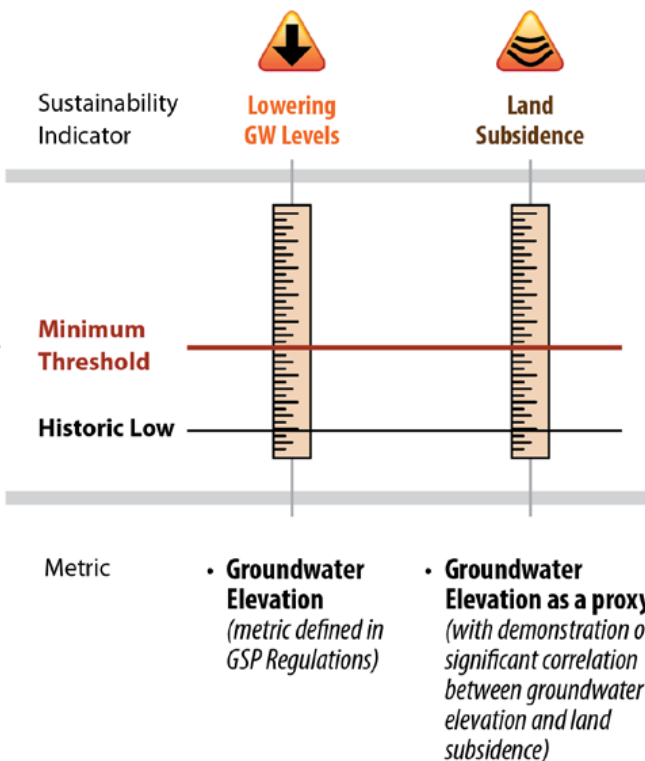 Sustainability
Indicator
Lowering
GW Levels
Land
Subsidence
Minimum
Threshold
Historic Low
Metric
• Groundwater
Elevation
(metric defined in
GSP Regulations)
• Groundwater
Elevation as a proxy
(with demonstration o
significant correlation
between groundwater
elevation and land
subsidence)